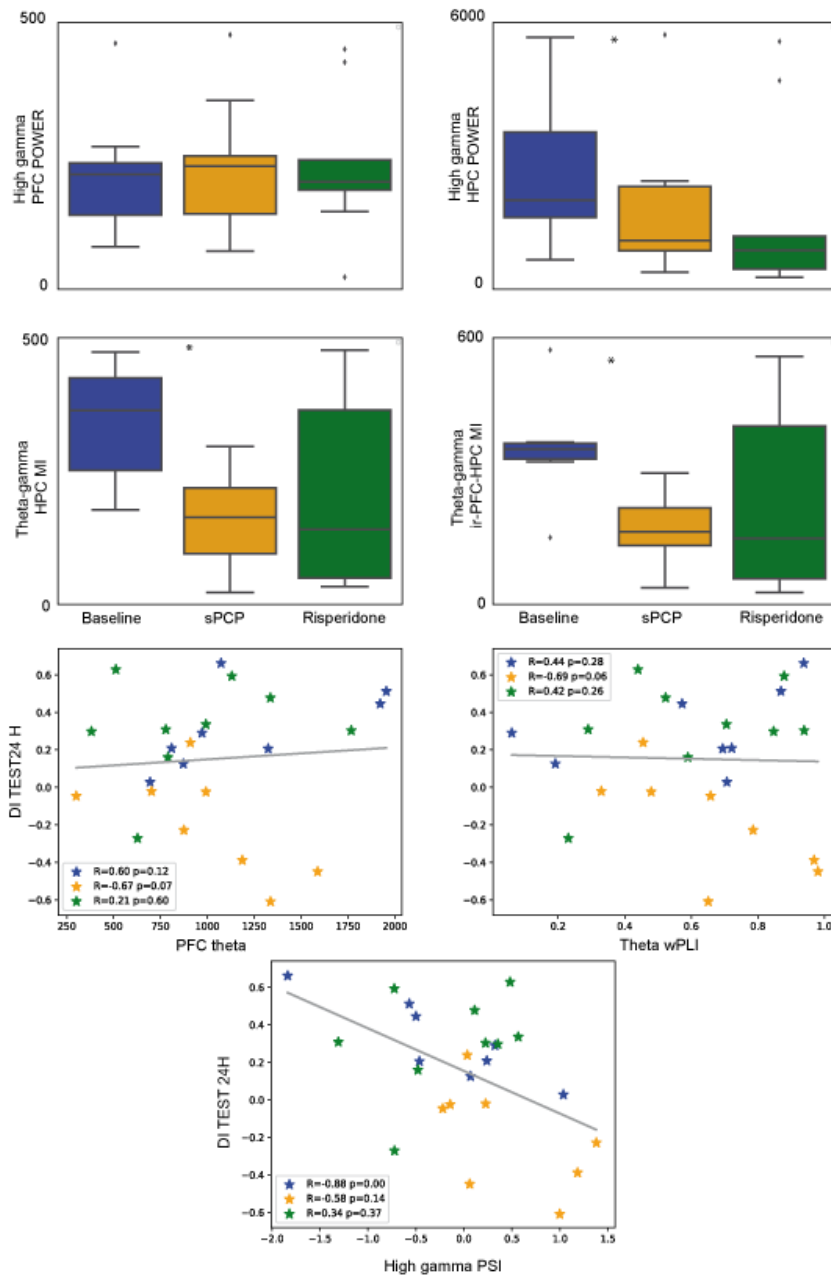 500
High gamma
PFC POWER
0
6000
*
High gamma
HPC POWER
0
500
*
Theta-gamma
HPC MI
0
Baseline
sPCP
Risperidone
600
*
Theta-gamma
ir-PFC-HPC MI
0
Baseline
sPCP
Risperidone
0.6
0.4
0.2
0.0
−0.2
−0.4
−0.6
DI TEST24 H
R=0.60 p=0.12
R=-0.67 p=0.07
R=0.21 p=0.60
250 500 750 1000 1250 1500 1750 2000
PFC theta
R=0.44 p=0.28
R=-0.69 p=0.06
R=0.42 p=0.26
0.6
0.4
0.2
0.0
−0.2
−0.4
−0.6
0.2 0.4 0.6 0.8 1.0
Theta wPLI
0.6
0.4
0.2
0.0
−0.2
−0.4
−0.6
DI TEST 24H
R=-0.88 p=0.00
R=-0.58 p=0.14
R=0.34 p=0.37
−2.0 −1.5 −1.0 −0.5 0.0 0.5 1.0 1.5
High gamma PSI